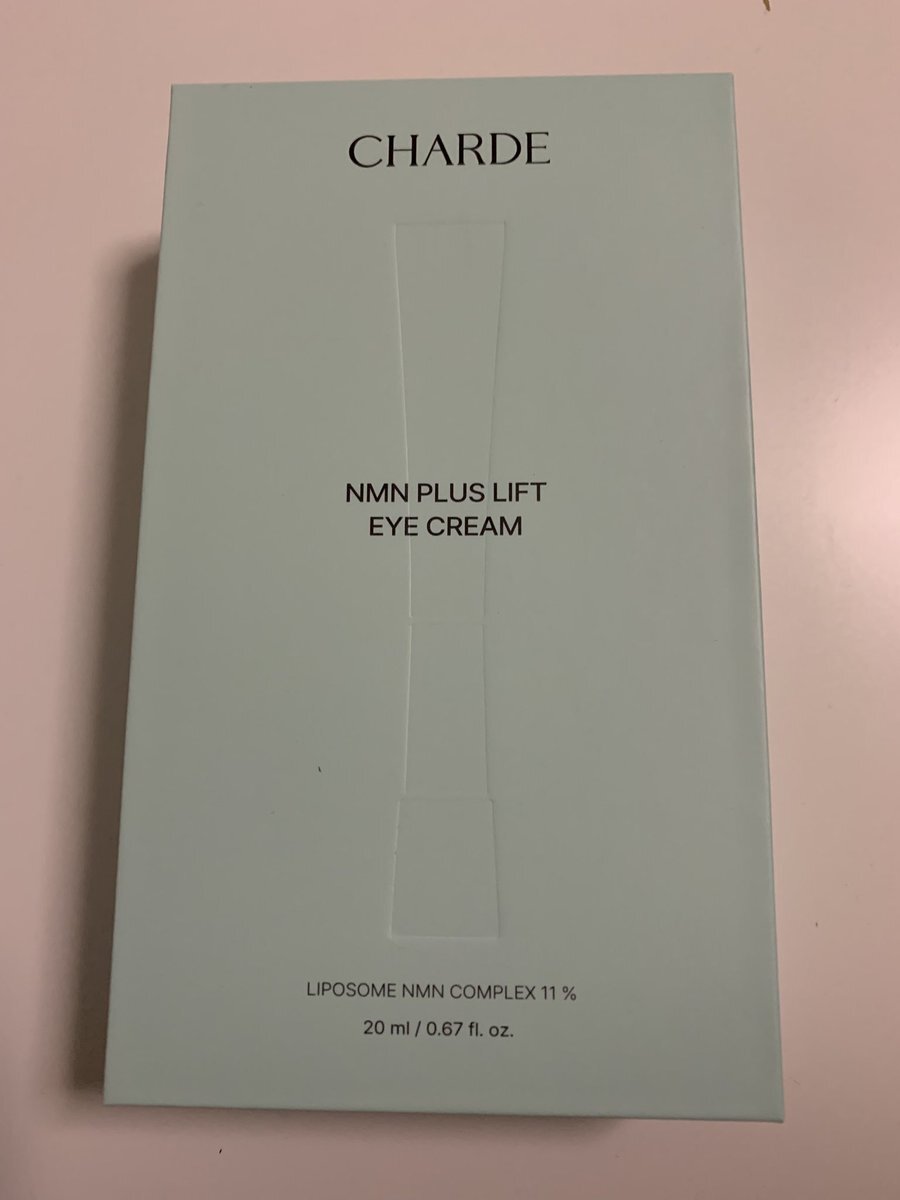 CHARDE
NMN PLUS LIFT
EYE CREAM
LIPOSOME NMN COMPLEX 11 %
20 ml / 0.67 fl. oz.